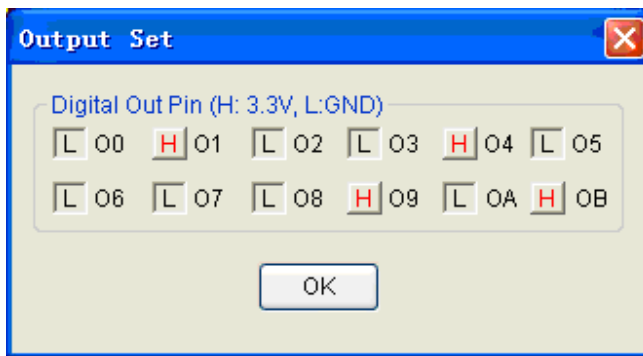 Output Set
Digital Out Pin (H: 3.3V, L:GND)
L O0 H O1 L O2 L O3 H O4 L O5
L O6 L O7 L O8 H O9 L OA H OB
OK